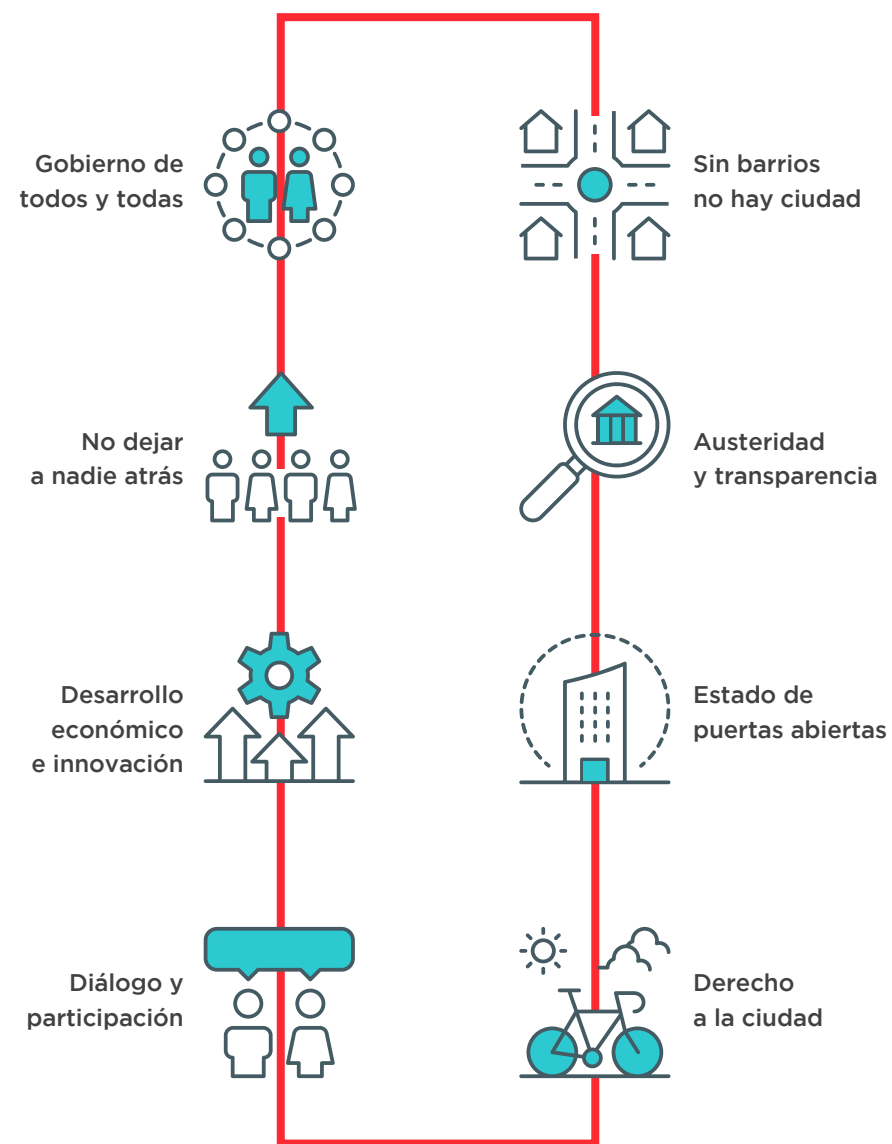 Gobierno de
todos y todas
No dejar
a nadie atrás
Desarrollo
económico
e innovación
Diálogo y
participación
Sin barrios
no hay ciudad
Austeridad
y transparencia
Estado de
puertas abiertas
Derecho
a la ciudad